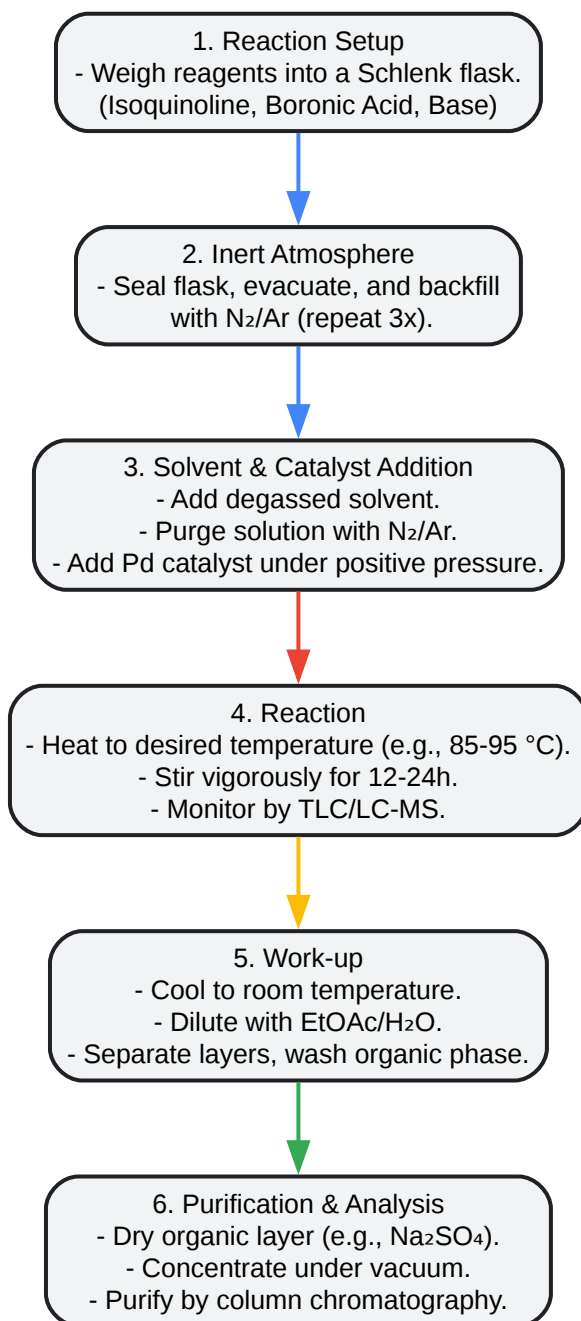 1. Reaction Setup
- Weigh reagents into a Schlenk flask.
(Isoquinoline, Boronic Acid, Base)
2. Inert Atmosphere
- Seal flask, evacuate, and backfill
with N₂/Ar (repeat 3x).
3. Solvent & Catalyst Addition
- Add degassed solvent.
- Purge solution with N₂/Ar.
- Add Pd catalyst under positive pressure.
4. Reaction
- Heat to desired temperature (e.g., 85-95 °C).
- Stir vigorously for 12-24h.
- Monitor by TLC/LC-MS.
5. Work-up
- Cool to room temperature.
- Dilute with EtOAc/H₂O.
- Separate layers, wash organic phase.
6. Purification & Analysis
- Dry organic layer (e.g., Na₂SO₄).
- Concentrate under vacuum.
- Purify by column chromatography.